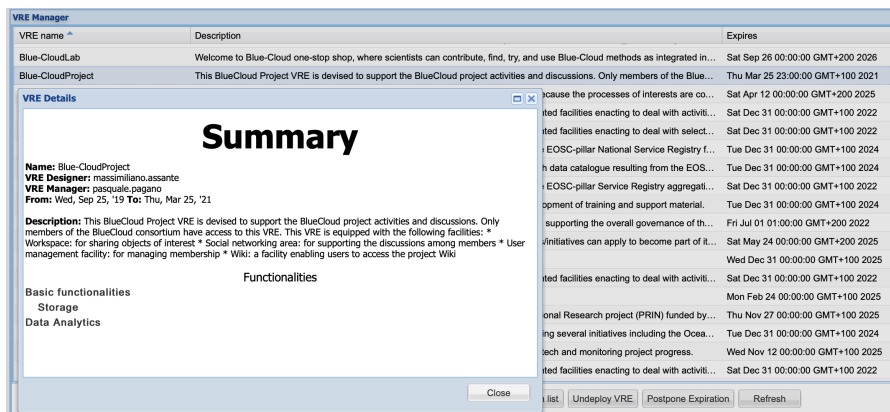 VRE Manager
VRE name Description Expires
Blue-CloudLab Welcome to Blue-Cloud one-stop shop, where scientists can contribute, find, try, and use Blue-Cloud methods as integrated in... Sat Sep 26 00:00:00 GMT+200 2026
Blue-CloudProject This BlueCloud Project VRE is devised to support the BlueCloud project activities and discussions. Only members of the Blue... Thu Mar 25 23:00:00 GMT+100 2021
ecause the processes of interests are co... Sat Apr 12 00:00:00 GMT+200 2025
VRE Details
nted facilities enacting to deal with activiti... Sat Dec 31 00:00:00 GMT+100 2022
nted facilities enacting to deal with select... Sat Dec 31 00:00:00 GMT+100 2022
EOSC-pillar National Service Registry f... Tue Dec 31 00:00:00 GMT+100 2024
h data catalogue resulting from the EOS... Tue Dec 31 00:00:00 GMT+100 2024
EOSC-pillar Service Registry aggregati... Sat Dec 31 00:00:00 GMT+100 2022
opment of training and support material. Tue Dec 31 00:00:00 GMT+100 2024
supporting the overall governance of th... Fri Jul 01 01:00:00 GMT+200 2022
s/initiatives can apply to become part of it... Sat May 24 00:00:00 GMT+200 2025
Wed Dec 31 00:00:00 GMT+100 2025
nted facilities enacting to deal with activiti... Sat Dec 31 00:00:00 GMT+100 2022
Mon Feb 24 00:00:00 GMT+100 2025
onal Research project (PRIN) funded by... Thu Nov 27 00:00:00 GMT+100 2025
ing several initiatives including the Ocea... Tue Dec 31 00:00:00 GMT+100 2024
tech and monitoring project progress. Wed Nov 12 00:00:00 GMT+100 2025
nted facilities enacting to deal with activiti... Sat Dec 31 00:00:00 GMT+100 2022
Summary
Name: Blue-CloudProject
VRE Designer: massimiliano.assante
VRE Manager: pasquale.pagano
From: Wed, Sep 25, '19 To: Thu, Mar 25, '21
Description: This BlueCloud Project VRE is devised to support the BlueCloud project activities and discussions. Only
members of the BlueCloud consortium have access to this VRE. This VRE is equipped with the following facilities: *
Workspace: for sharing objects of interest * Social networking area: for supporting the discussions among members * User
management facility: for managing membership * Wiki: a facility enabling users to access the project Wiki
Functionalities
Basic functionalities
Storage
Data Analytics
Close
list Undeploy VRE Postpone Expiration Refresh